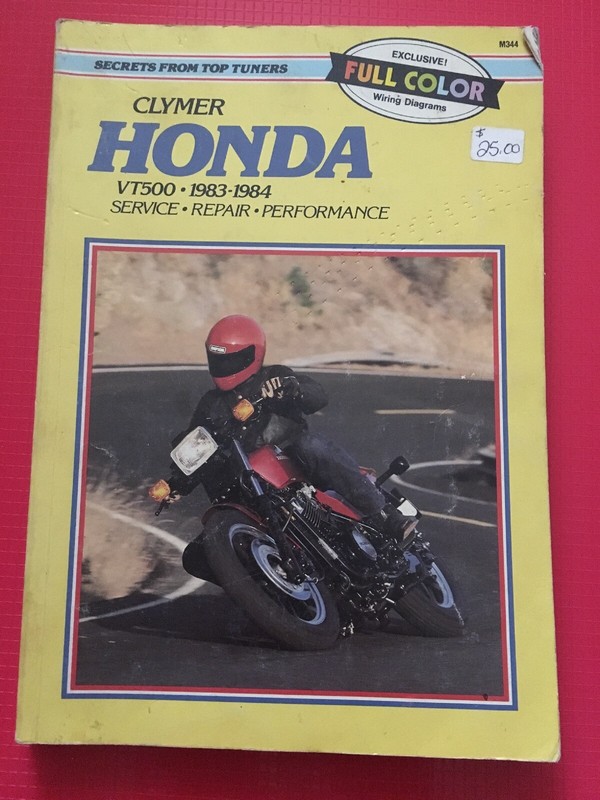 M344
SECRETS FROM TOP TUNERS
EXCLUSIVE!
FULL COLOR
Wiring Diagrams
CLYMER
HONDA
$
25.00
VT500 • 1983-1984
SERVICE • REPAIR • PERFORMANCE